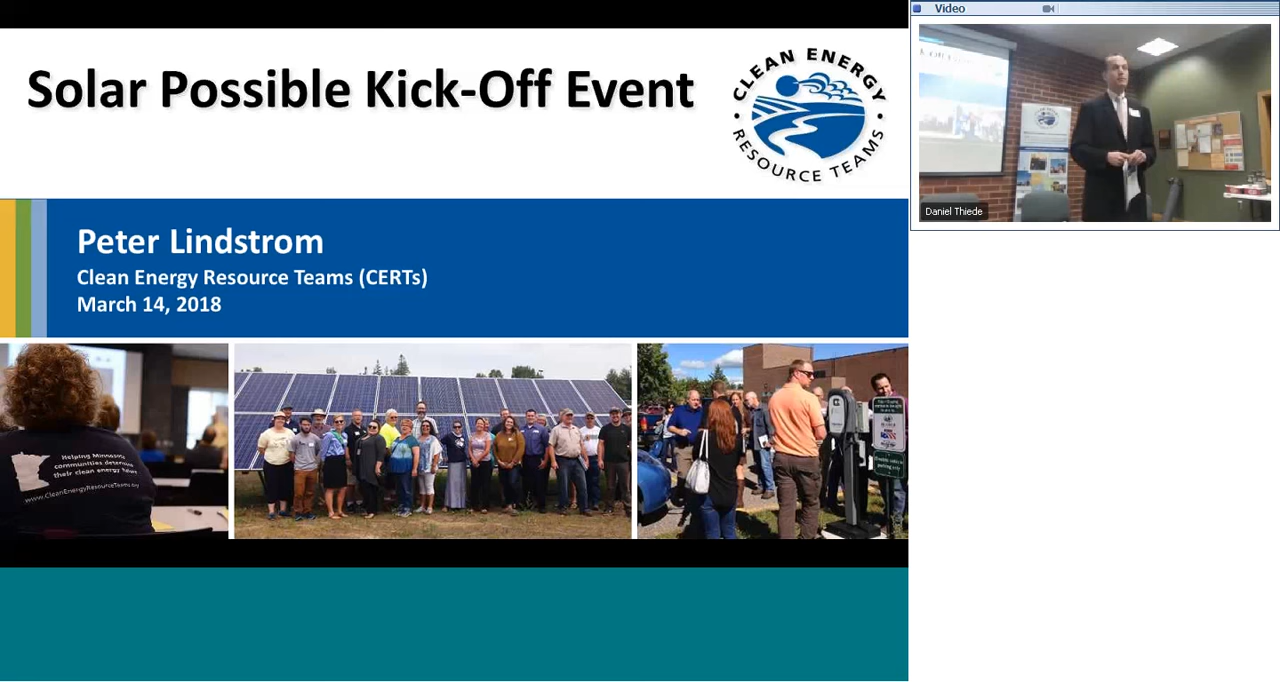 Solar Possible Kick-Off Event
CLEAN ENERGY
RESOURCE TEAMS
Peter Lindstrom
Clean Energy Resource Teams (CERTs)
March 14, 2018
Helping Minnesota
communities determine
their clean energy future
www.CleanEnergyResourceTeams.org
Video
Daniel Thiede